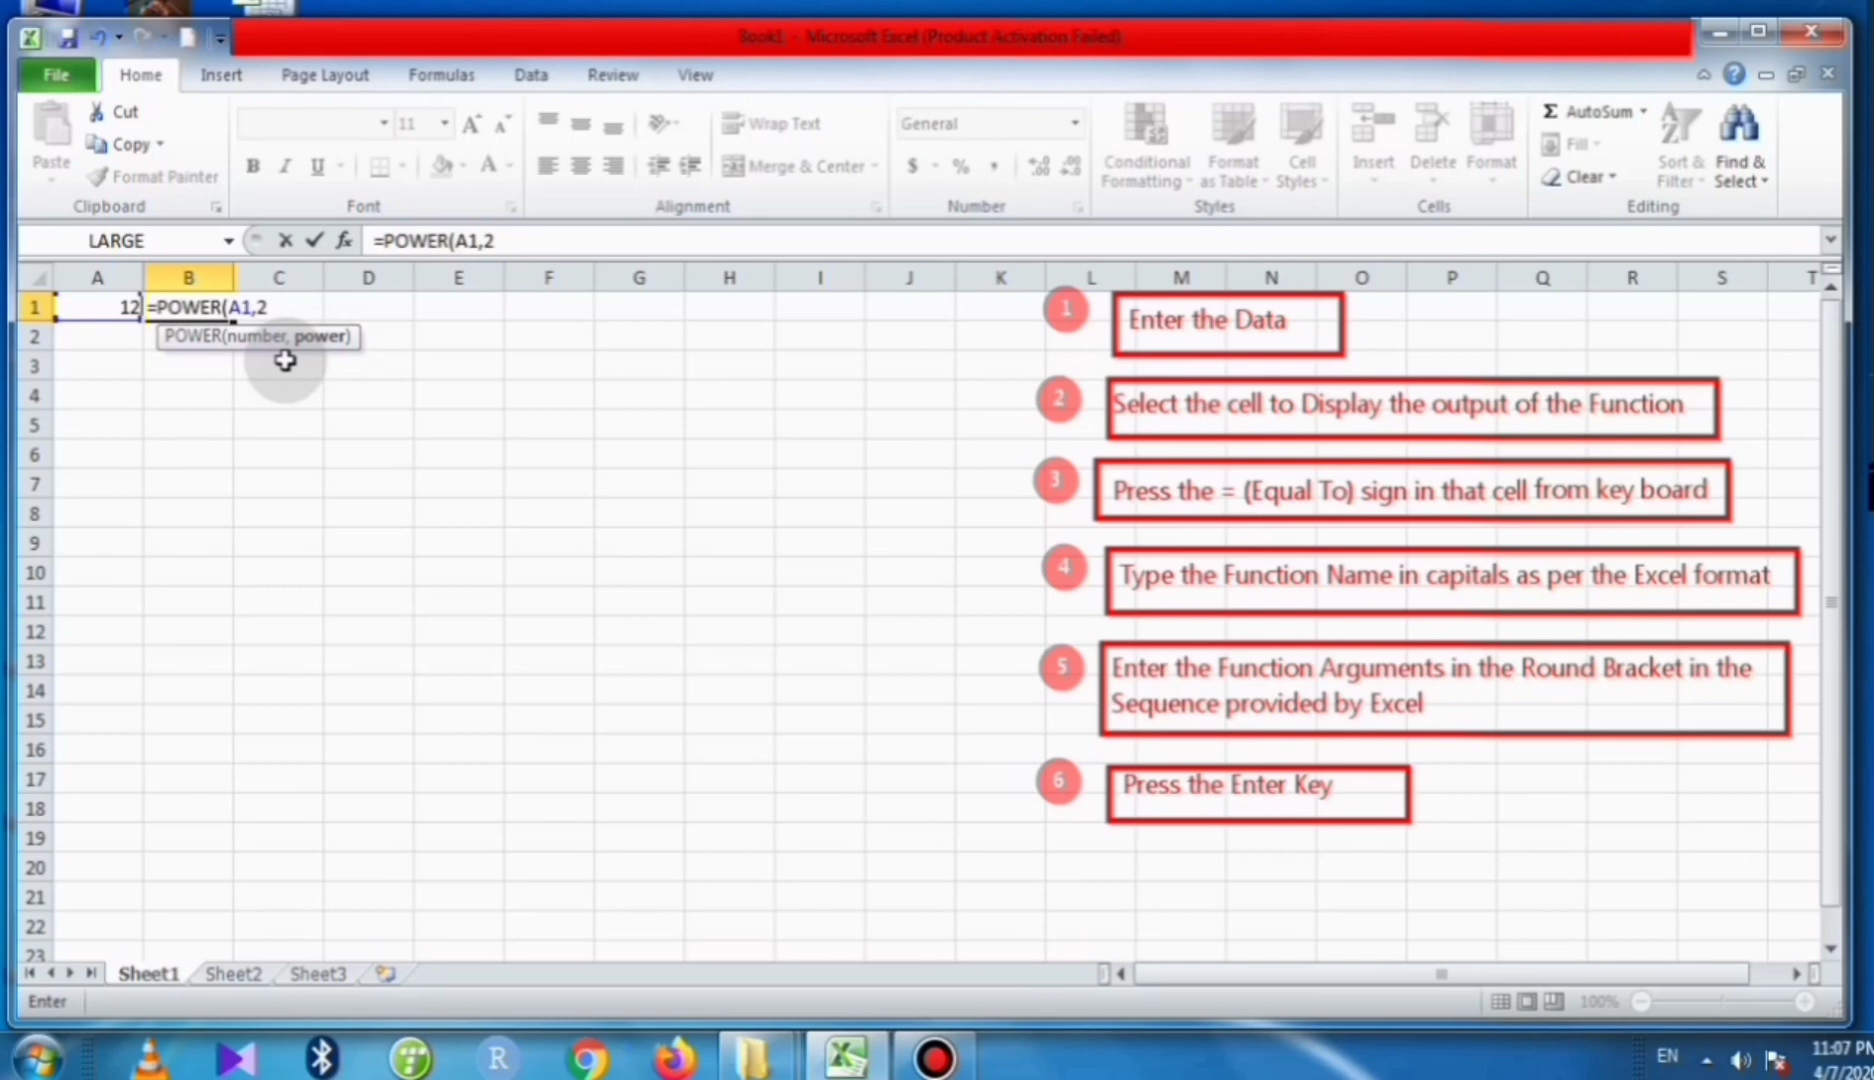 Book1 - Microsoft Excel (Product Activation Failed)
File Home Insert Page Layout Formulas Data Review View
Cut
Copy
Format Painter
Paste
Clipboard
11
B I U
Font
Wrap Text
Merge & Center
Alignment
General
$ % ,
Number
Conditional Formatting
Format as Table
Cell Styles
Styles
Insert Delete Format
Cells
Σ AutoSum
Fill
Clear
Sort & Filter
Find & Select
Editing
LARGE fx =POWER(A1,2
A B C D E F G H I J K L M N O P Q R S T
1 12 =POWER(A1,2
POWER(number, power)
2
3
4
5
6
7
8
9
10
11
12
13
14
15
16
17
18
19
20
21
22
23
1 Enter the Data
2 Select the cell to Display the output of the Function
3 Press the = (Equal To) sign in that cell from key board
4 Type the Function Name in capitals as per the Excel format
5 Enter the Function Arguments in the Round Bracket in the
Sequence provided by Excel
6 Press the Enter Key
Sheet1 Sheet2 Sheet3
Enter 100%
R EN 11:07 PM